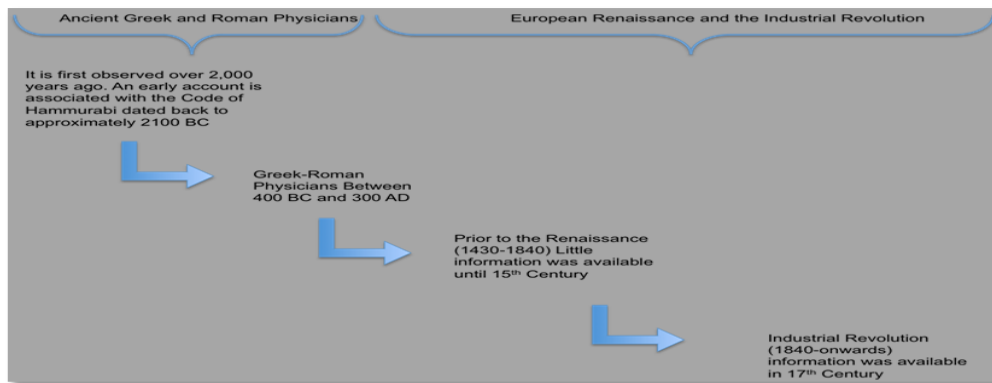 Ancient Greek and Roman Physicians
European Renaissance and the Industrial Revolution
It is first observed over 2,000
years ago. An early account is
associated with the Code of
Hammurabi dated back to
approximately 2100 BC
Greek-Roman
Physicians Between
400 BC and 300 AD
Prior to the Renaissance
(1430-1840) Little
information was available
until 15th Century
Industrial Revolution
(1840-onwards)
information was available
in 17th Century